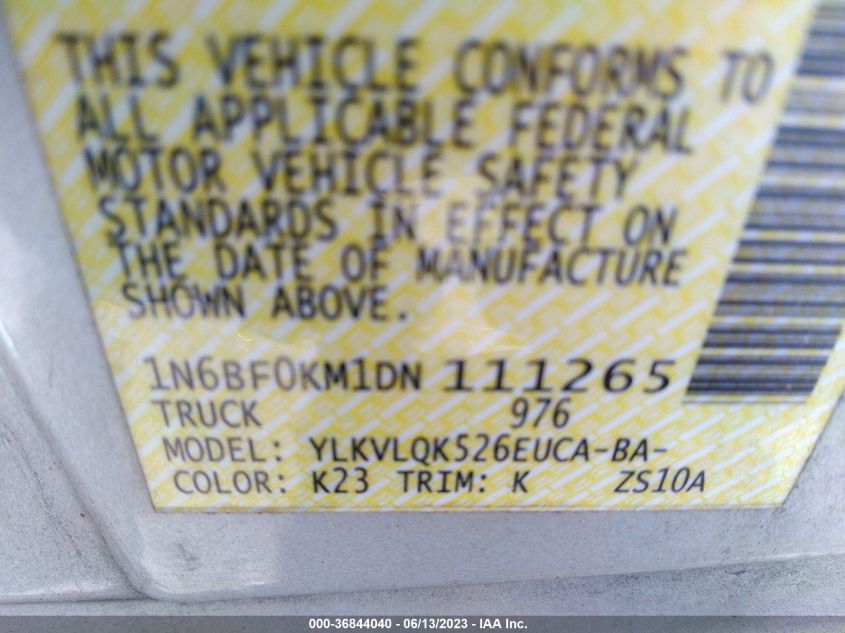 THIS VEHICLE CONFORMS TO
ALL APPLICABLE FEDERAL
MOTOR VEHICLE SAFETY
STANDARDS IN EFFECT ON
THE DATE OF MANUFACTURE
SHOWN ABOVE.
1N6BF0KM1DN 111265
TRUCK 976
MODEL: YLKVLQK526EUCA-BA-
COLOR: K23 TRIM: K ZS10A
000-36844040 - 06/13/2023 - IAA Inc.